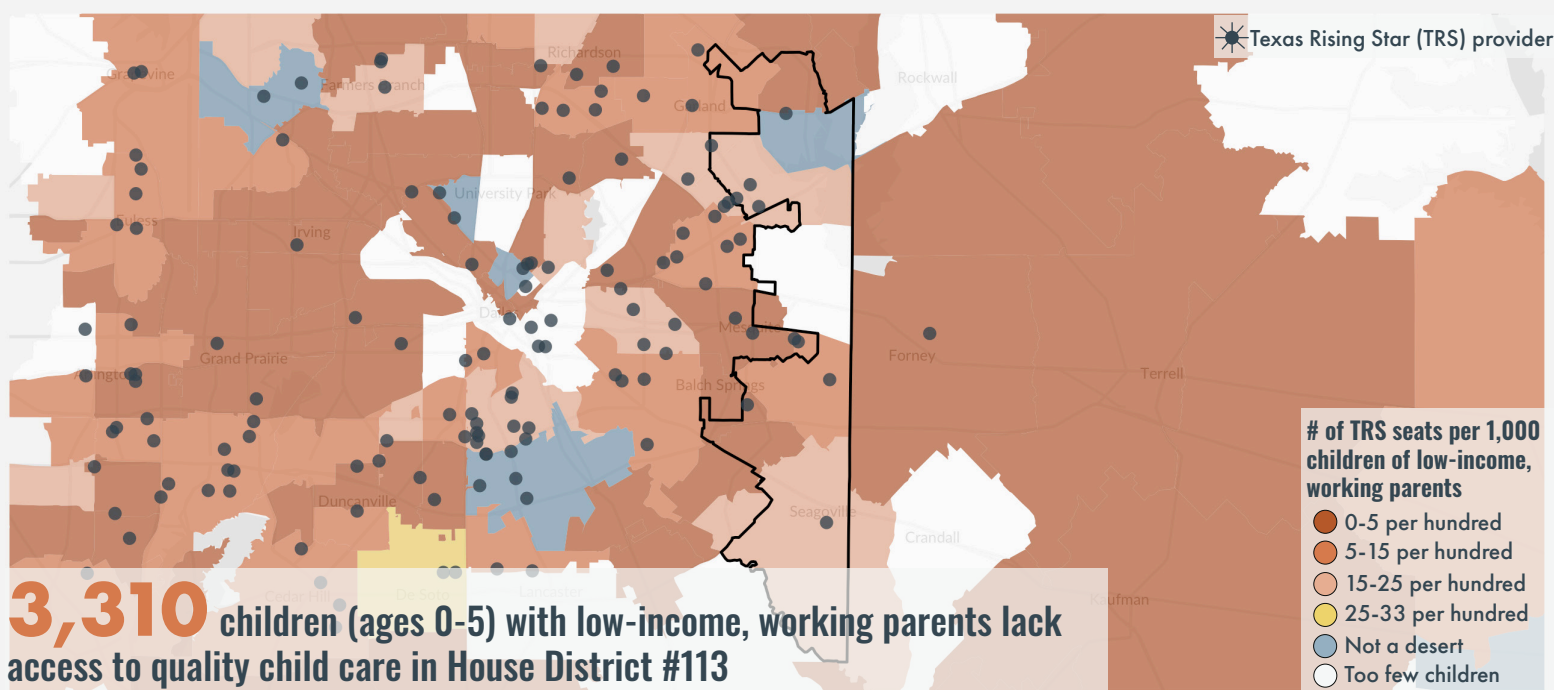 Texas Rising Star (TRS) provider
Richardson
Grapevine
Farmers Branch
Rockwall
Garland
University Park
Euless
Irving
Dallas
Mesquite
Grand Prairie
Forney
Arlington
Balch Springs
Terrell
Duncanville
Seagoville
Crandall
Cedar Hill
De Soto
Lancaster
Kaufman
# of TRS seats per 1,000
children of low-income,
working parents
0-5 per hundred
5-15 per hundred
15-25 per hundred
25-33 per hundred
Not a desert
Too few children
3,310 children (ages 0-5) with low-income, working parents lack
access to quality child care in House District #113